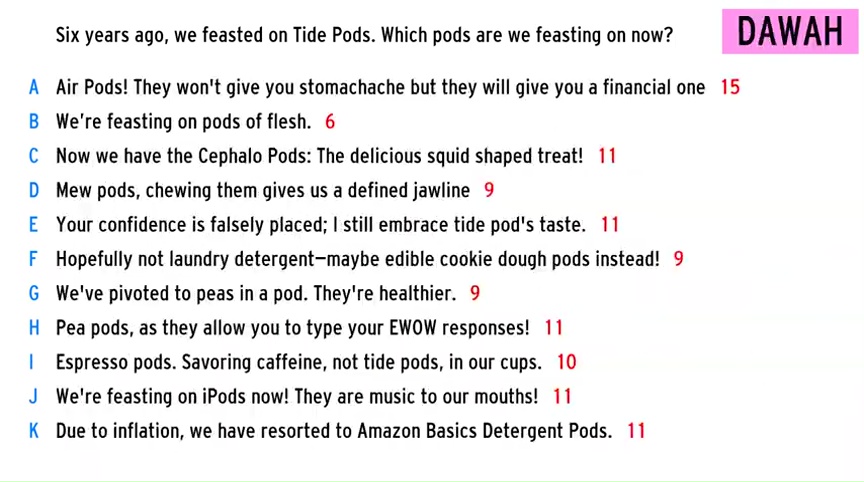 Six years ago, we feasted on Tide Pods. Which pods are we feasting on now?
DAWAH
A Air Pods! They won't give you stomachache but they will give you a financial one 15
B We're feasting on pods of flesh. 6
C Now we have the Cephalo Pods: The delicious squid shaped treat! 11
D Mew pods, chewing them gives us a defined jawline 9
E Your confidence is falsely placed; I still embrace tide pod's taste. 11
F Hopefully not laundry detergent—maybe edible cookie dough pods instead! 9
G We've pivoted to peas in a pod. They're healthier. 9
H Pea pods, as they allow you to type your EWOW responses! 11
I Espresso pods. Savoring caffeine, not tide pods, in our cups. 10
J We're feasting on iPods now! They are music to our mouths! 11
K Due to inflation, we have resorted to Amazon Basics Detergent Pods. 11